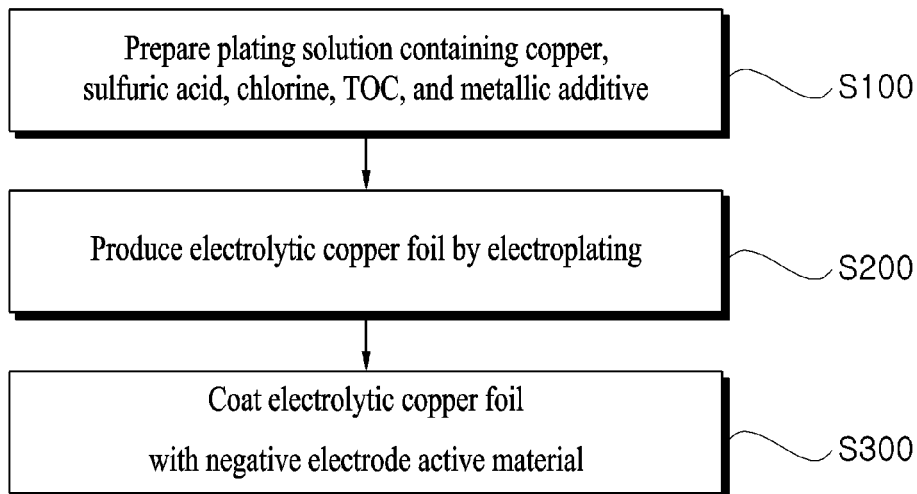 Prepare plating solution containing copper,
sulfuric acid, chlorine, TOC, and metallic additive
S100
Produce electrolytic copper foil by electroplating
S200
Coat electrolytic copper foil
with negative electrode active material
S300